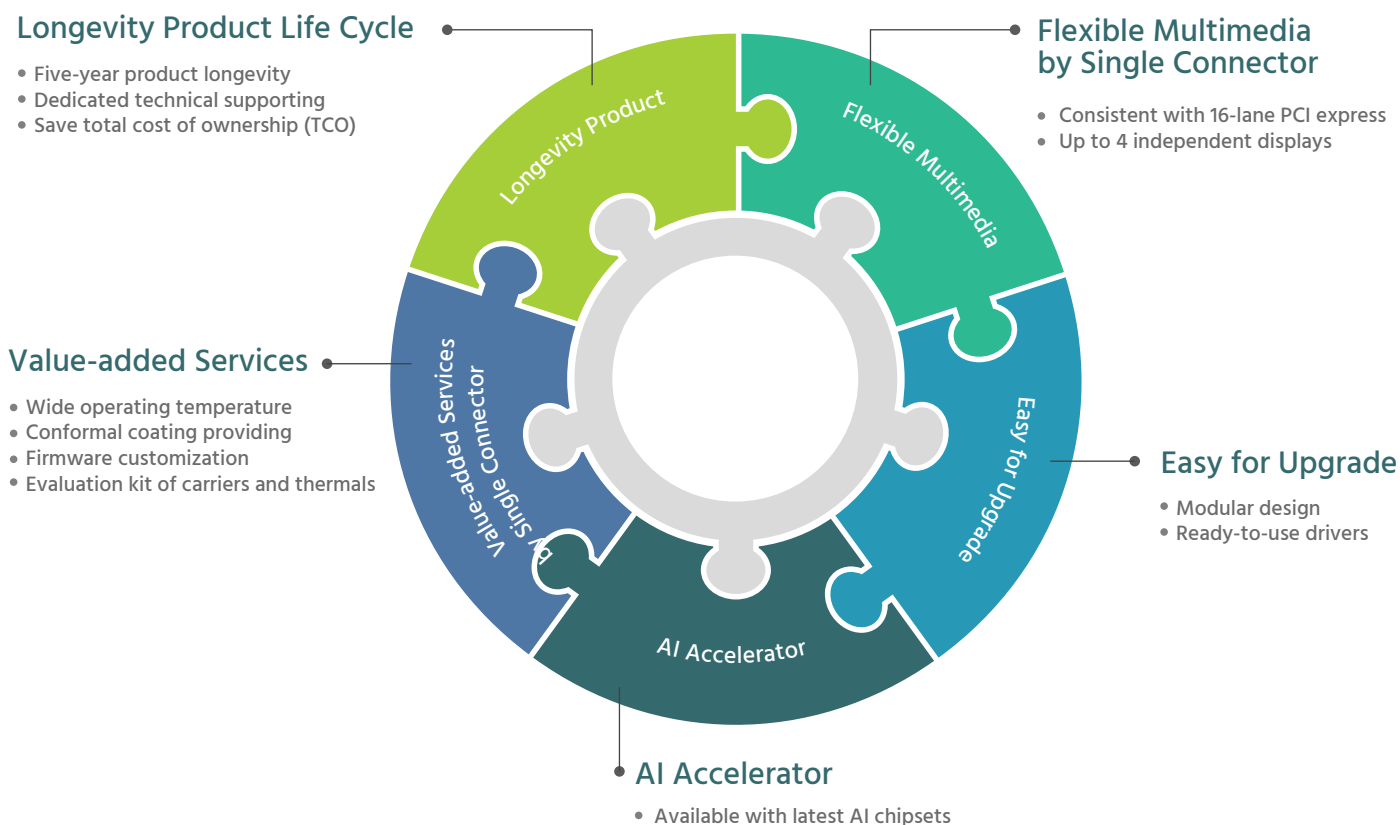 Longevity Product Life Cycle
• Five-year product longevity
• Dedicated technical supporting
• Save total cost of ownership (TCO)
Flexible Multimedia
by Single Connector
• Consistent with 16-lane PCI express
• Up to 4 independent displays
Longevity Product
Flexible Multimedia
Value-added Services
• Wide operating temperature
• Conformal coating providing
• Firmware customization
• Evaluation kit of carriers and thermals
Value-added Services
by Single Connector
Easy for Upgrade
Easy for Upgrade
• Modular design
• Ready-to-use drivers
AI Accelerator
AI Accelerator
• Available with latest AI chipsets